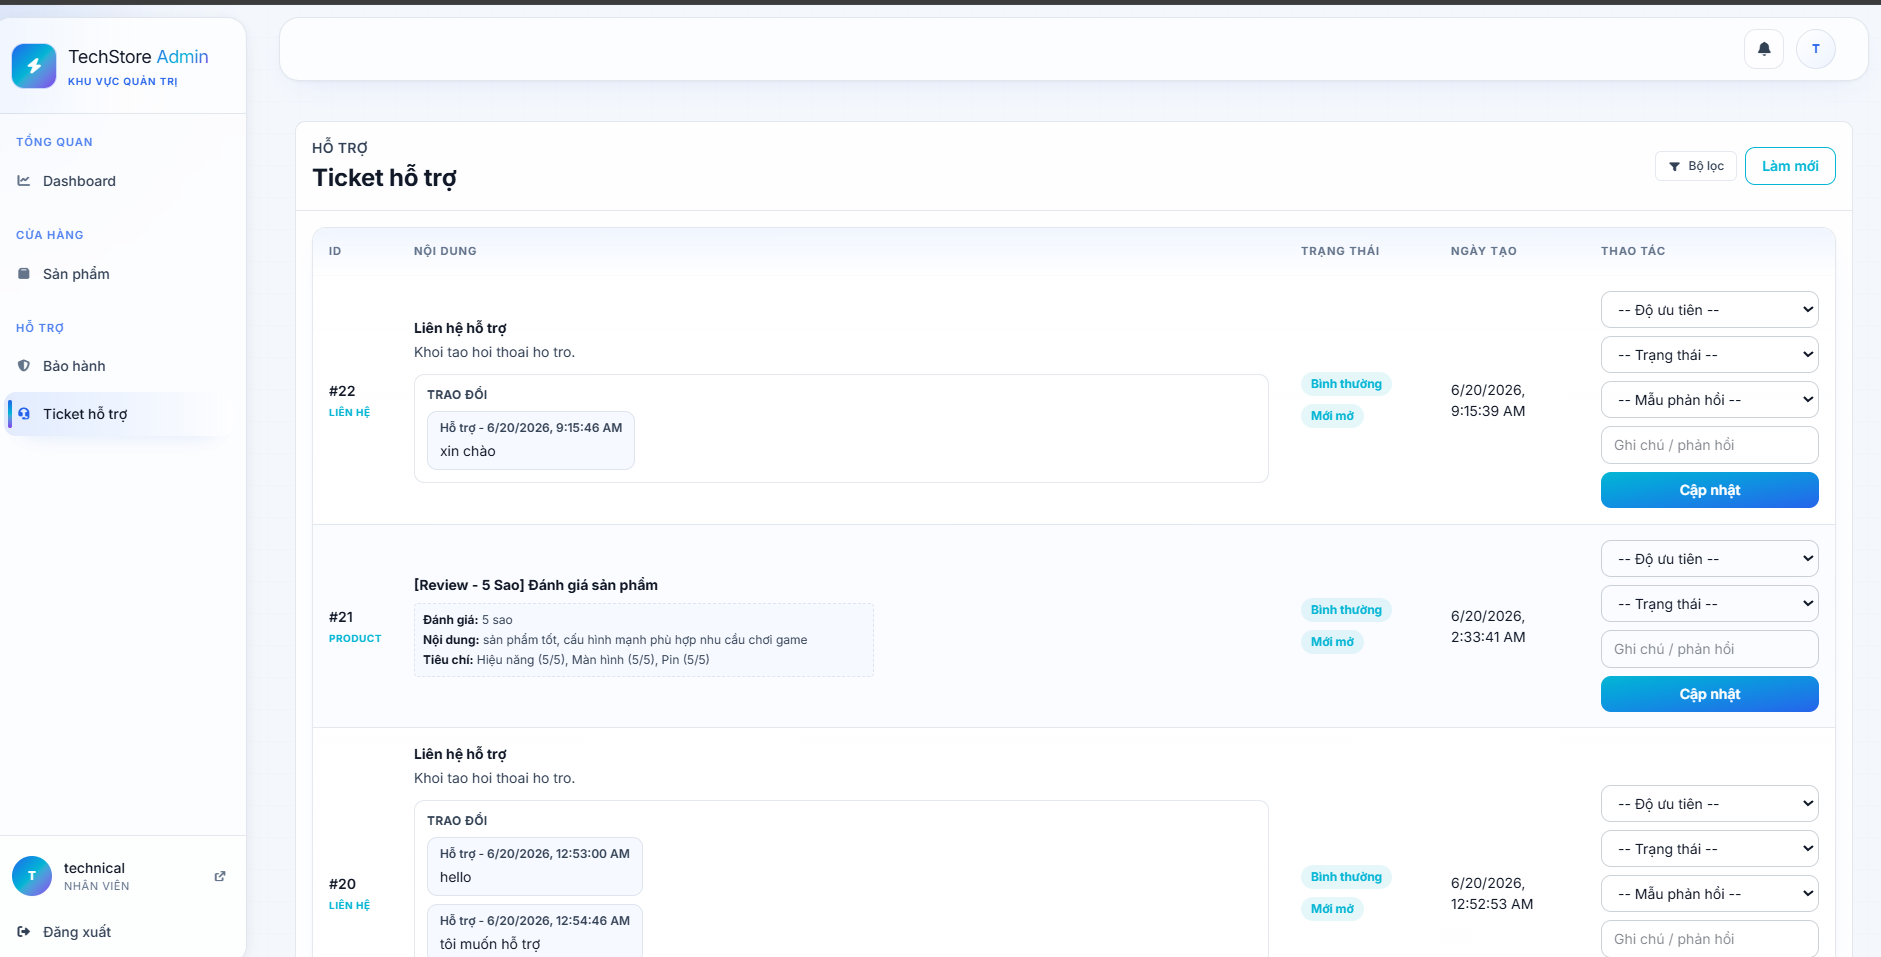 TechStore Admin
KHU VỰC QUẢN TRỊ
TỔNG QUAN
Dashboard
CỬA HÀNG
Sản phẩm
HỖ TRỢ
Bảo hành
Ticket hỗ trợ
T
technical
NHÂN VIÊN
Đăng xuất
T
HỖ TRỢ
Ticket hỗ trợ
Bộ lọc
Làm mới
ID
NỘI DUNG
TRẠNG THÁI
NGÀY TẠO
THAO TÁC
#22
LIÊN HỆ
Liên hệ hỗ trợ
Khoi tao hoi thoai ho tro.
TRAO ĐỔI
Hỗ trợ - 6/20/2026, 9:15:46 AM
xin chào
Bình thường
Mới mở
6/20/2026,
9:15:39 AM
-- Độ ưu tiên --
-- Trạng thái --
-- Mẫu phản hồi --
Ghi chú / phản hồi
Cập nhật
#21
PRODUCT
[Review - 5 Sao] Đánh giá sản phẩm
Đánh giá: 5 sao
Nội dung: sản phẩm tốt, cấu hình mạnh phù hợp nhu cầu chơi game
Tiêu chí: Hiệu năng (5/5), Màn hình (5/5), Pin (5/5)
Bình thường
Mới mở
6/20/2026,
2:33:41 AM
-- Độ ưu tiên --
-- Trạng thái --
Ghi chú / phản hồi
Cập nhật
#20
LIÊN HỆ
Liên hệ hỗ trợ
Khoi tao hoi thoai ho tro.
TRAO ĐỔI
Hỗ trợ - 6/20/2026, 12:53:00 AM
hello
Hỗ trợ - 6/20/2026, 12:54:46 AM
tôi muốn hỗ trợ
Bình thường
Mới mở
6/20/2026,
12:52:53 AM
-- Độ ưu tiên --
-- Trạng thái --
-- Mẫu phản hồi --
Ghi chú / phản hồi